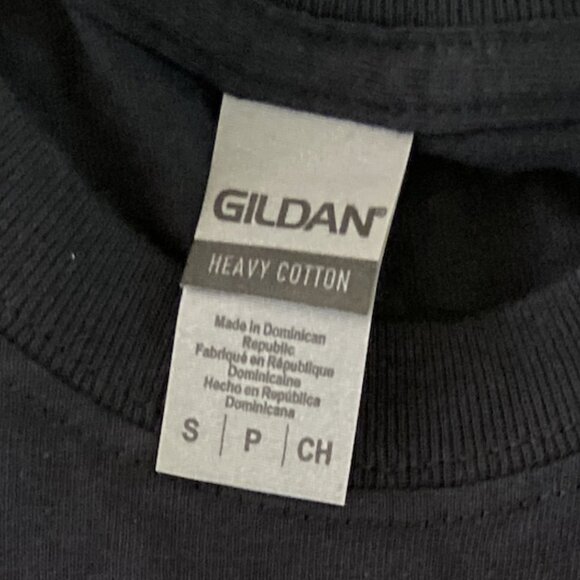 GILDAN®
HEAVY COTTON
Made in Dominican
Republic
Fabriqué en République
Dominicaine
Hecho en República
Dominicana
S | P | CH